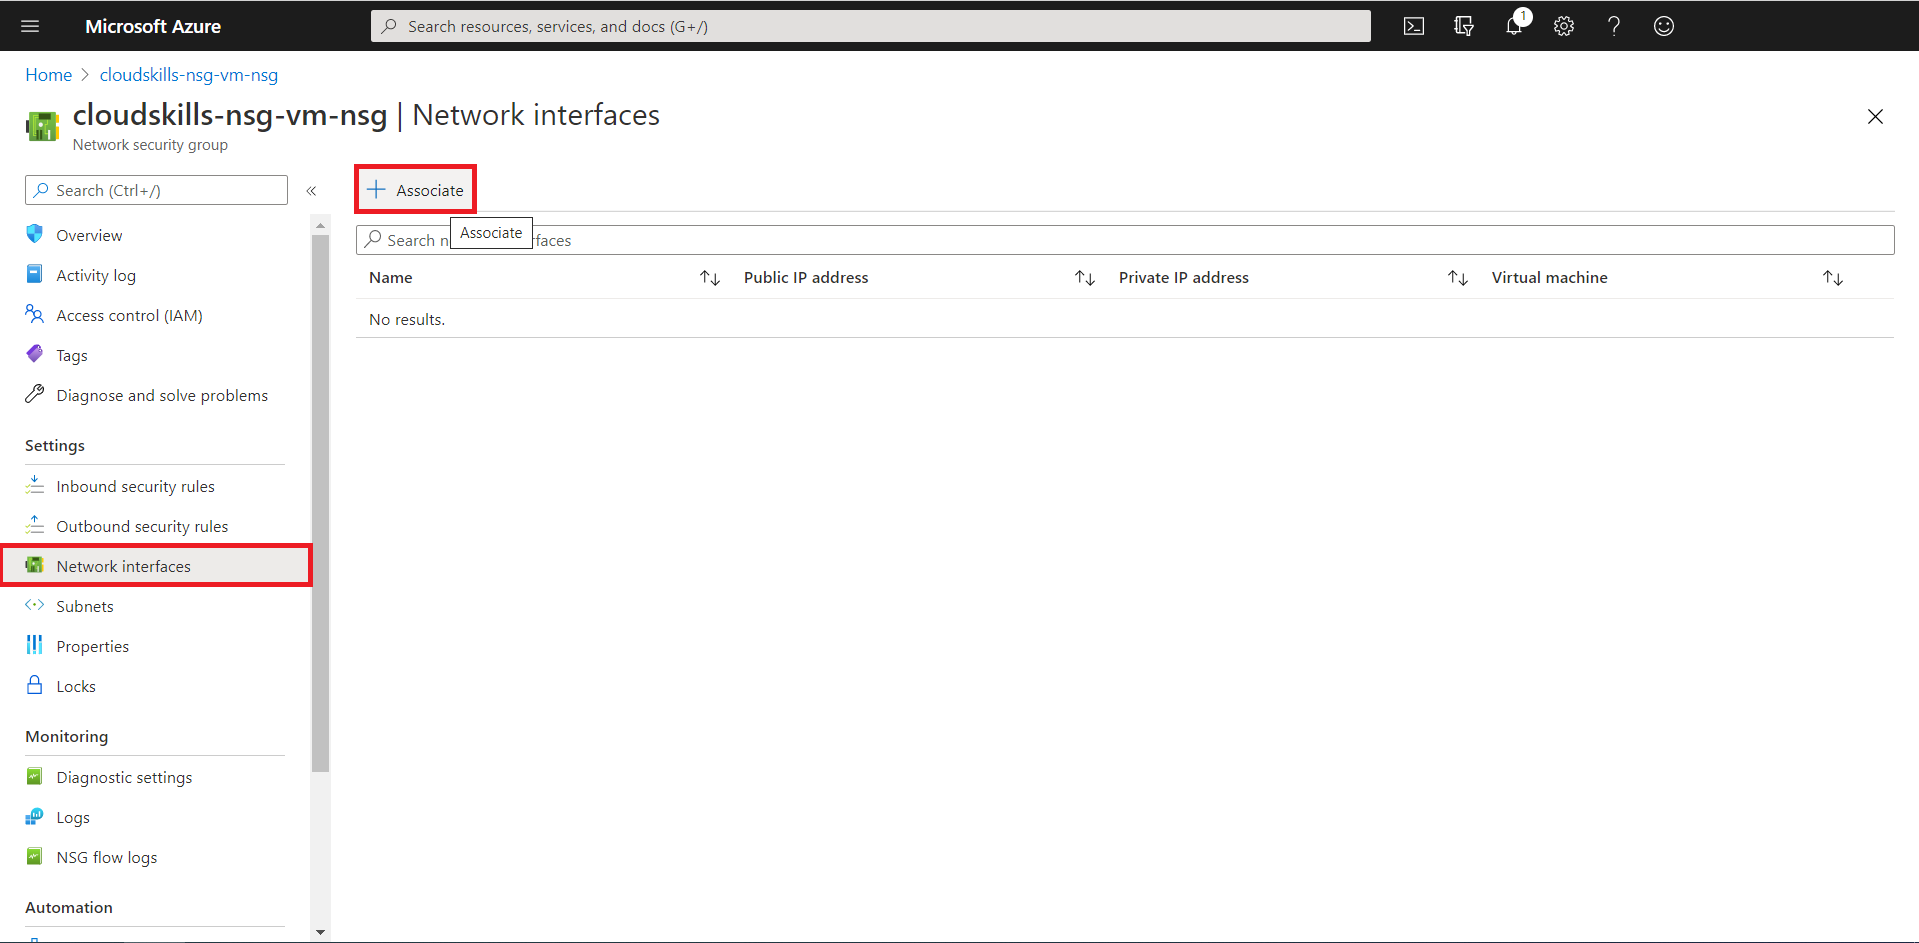 Microsoft Azure
Search resources, services, and docs (G+/)
1
Home > cloudskills-nsg-vm-nsg
cloudskills-nsg-vm-nsg | Network interfaces
Network security group
Search (Ctrl+/)
«
Overview
Activity log
Access control (IAM)
Tags
Diagnose and solve problems
Settings
Inbound security rules
Outbound security rules
Network interfaces
Subnets
Properties
Locks
Monitoring
Diagnostic settings
Logs
NSG flow logs
Automation
+ Associate
Associate
Search n faces
Name Public IP address Private IP address Virtual machine
No results.